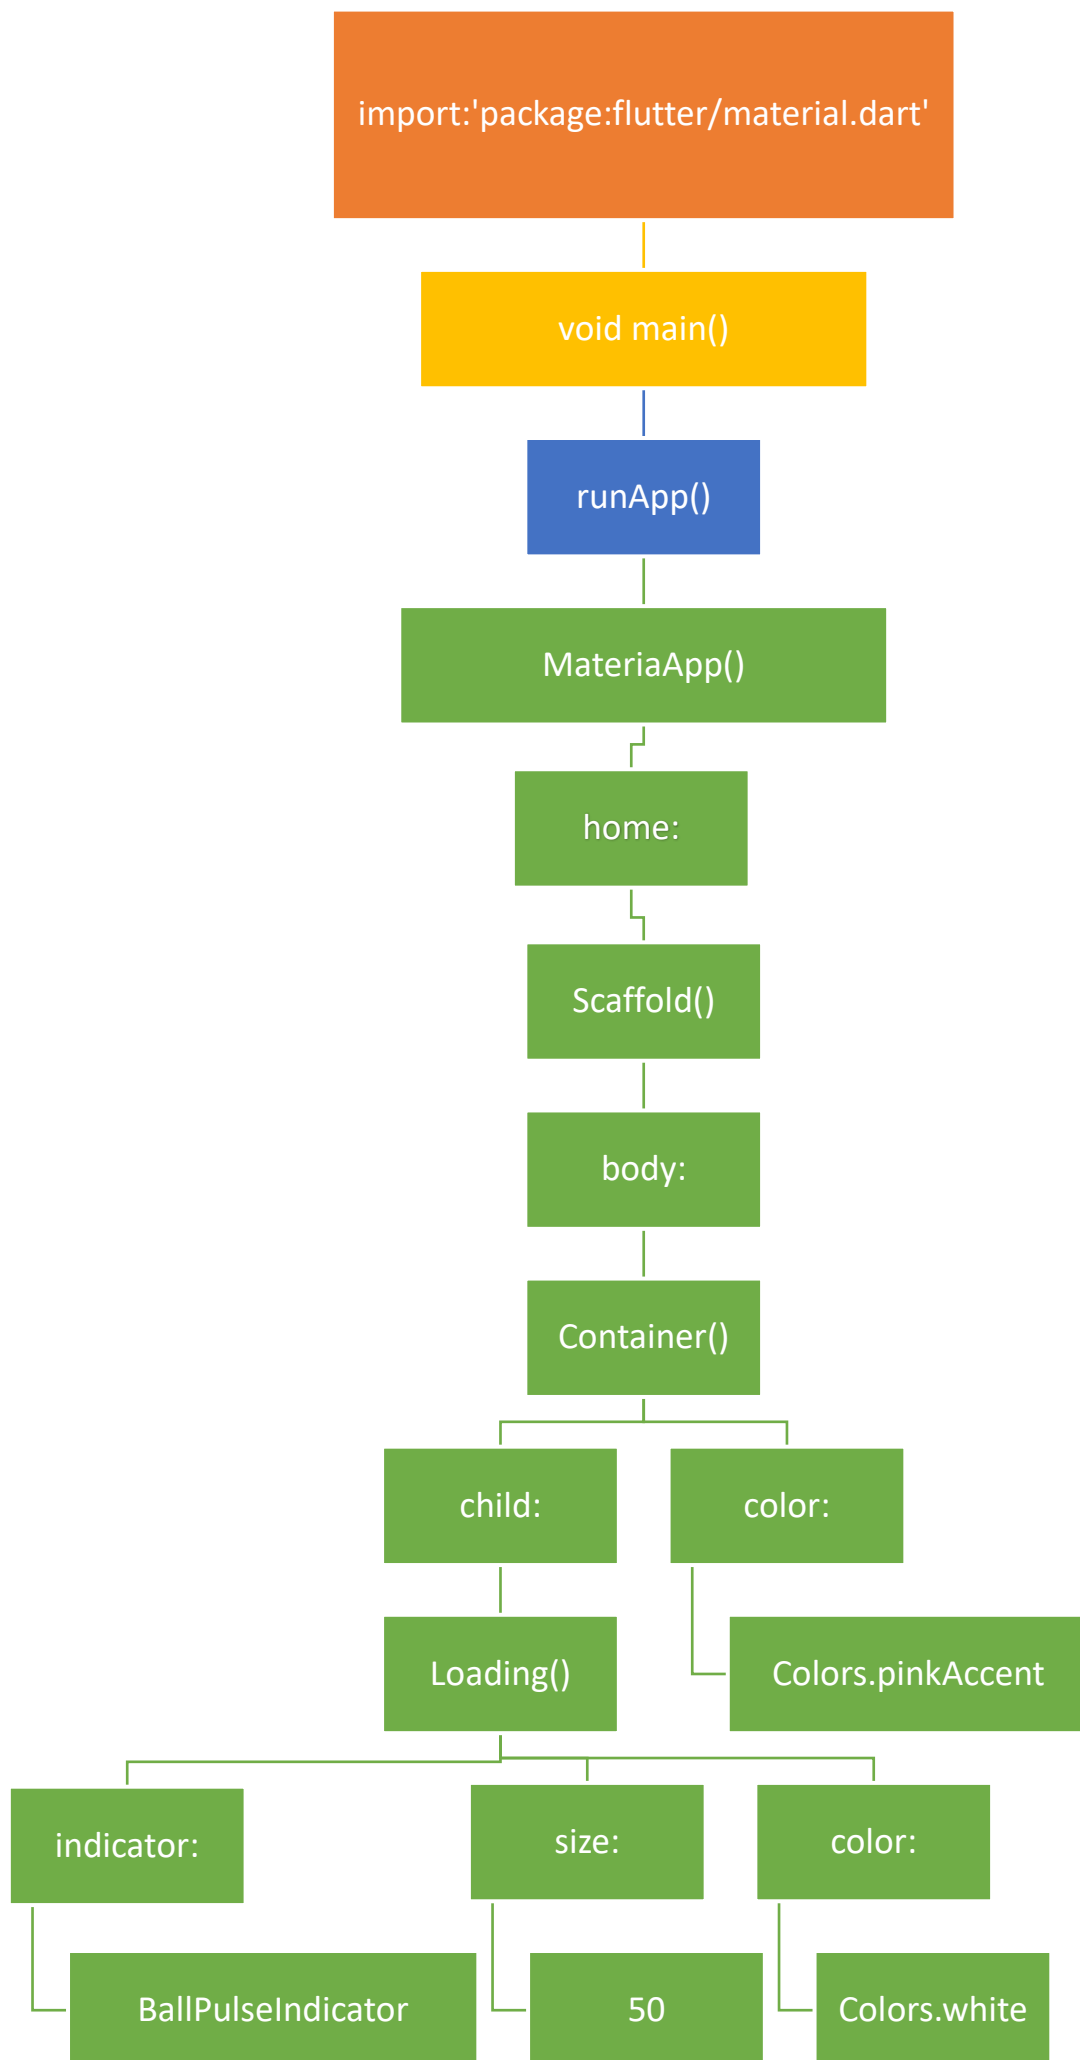 import:'package:flutter/material.dart'
void main()
runApp()
MateriaApp()
home:
Scaffold()
body:
Container()
child:
color:
Loading()
Colors.pinkAccent
indicator:
size:
color:
BallPulseIndicator
50
Colors.white